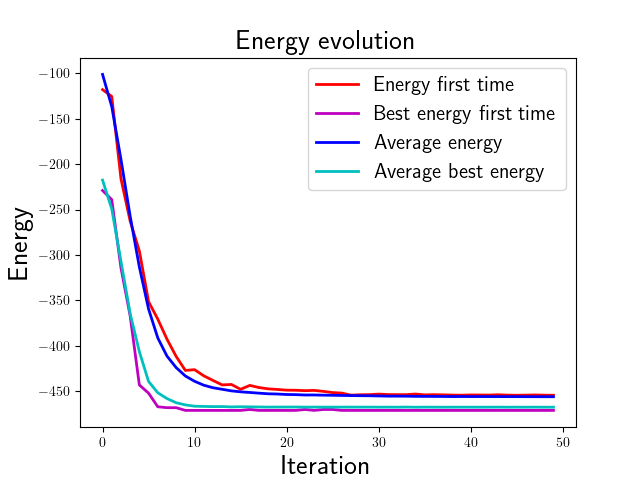 Energy evolution
Energy first time
Best energy first time
Average energy
Average best energy
Energy
−100
−150
−200
−250
−300
−350
−400
−450
0 10 20 30 40 50
Iteration